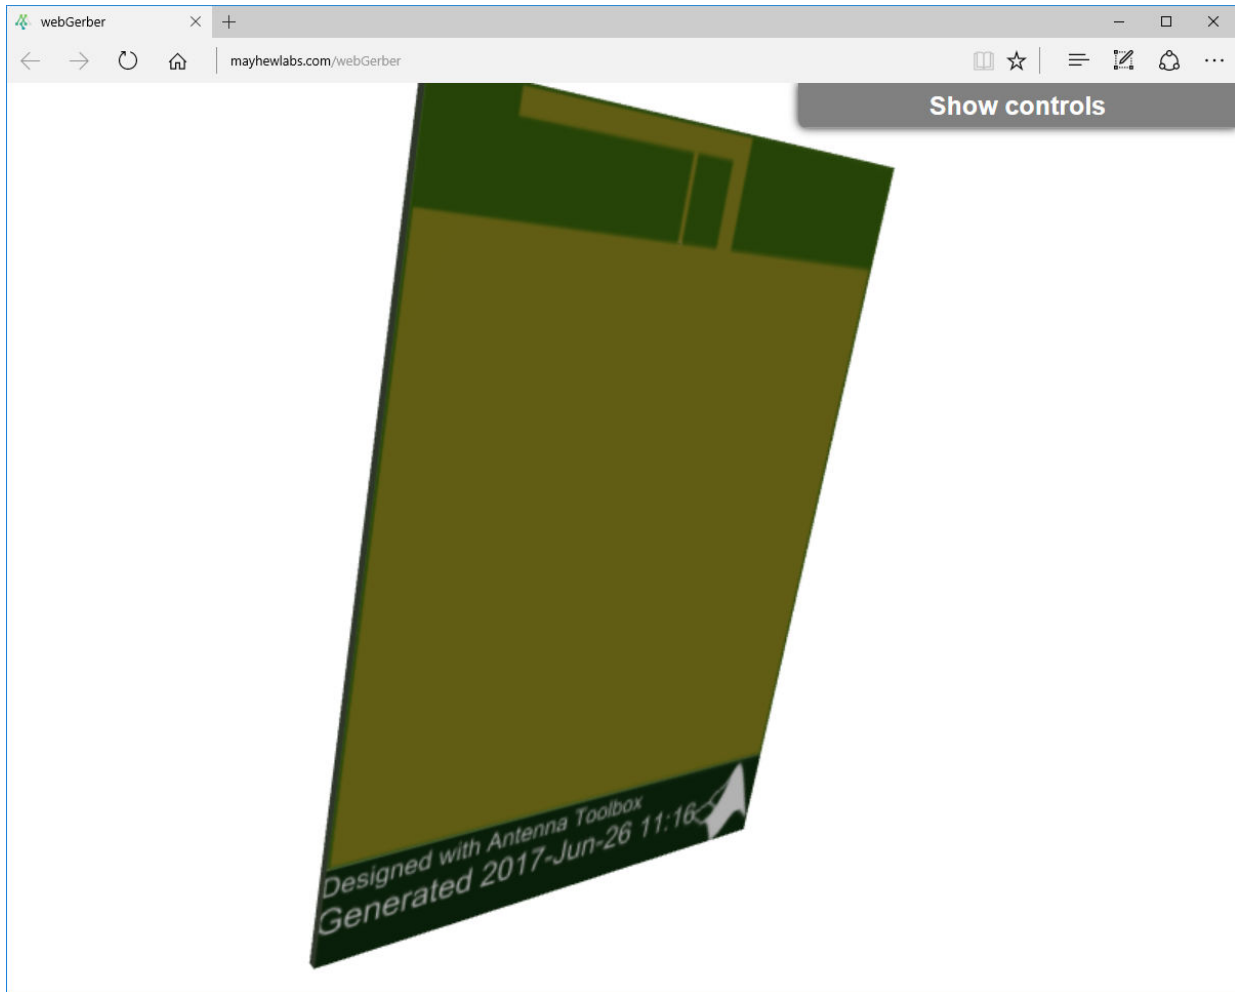 webGerber
mayhewlabs.com/webGerber
Show controls
Designed with Antenna Toolbox
Generated 2017-Jun-26 11:16